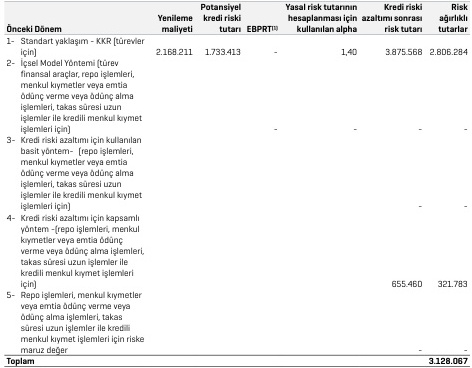 Potansiyel Yasal risk tutarının Kredi riski Risk
Yenileme kredi riski hesaplanması için azaltımı sonrası ağırlıklı
Önceki Dönem maliyeti tutarı EBPRT(1) kullanılan alpha risk tutarı tutarlar
1- Standart yaklaşım - KKR (türevler
için) 2.168.211 1.733.413 - 1,40 3.875.568 2.806.284
2- İçsel Model Yöntemi (türev
finansal araçlar, repo işlemleri,
menkul kıymetler veya emtia
ödünç verme veya ödünç alma
işlemleri, takas süresi uzun
işlemler ile kredili menkul kıymet
işlemleri için) - - - -
3- Kredi riski azaltımı için kullanılan
basit yöntem- (repo işlemleri,
menkul kıymetler veya emtia
ödünç verme veya ödünç alma
işlemleri, takas süresi uzun
işlemler ile kredili menkul kıymet
işlemleri için) - -
4- Kredi riski azaltımı için kapsamlı
yöntem -(repo işlemleri, menkul
kıymetler veya emtia ödünç
verme veya ödünç alma işlemleri,
takas süresi uzun işlemler ile
kredili menkul kıymet işlemleri
için) 655.460 321.783
5- Repo işlemleri, menkul kıymetler
veya emtia ödünç verme veya
ödünç alma işlemleri, takas
süresi uzun işlemler ile kredili
menkul kıymet işlemleri için riske
maruz değer - -
Toplam 3.128.067